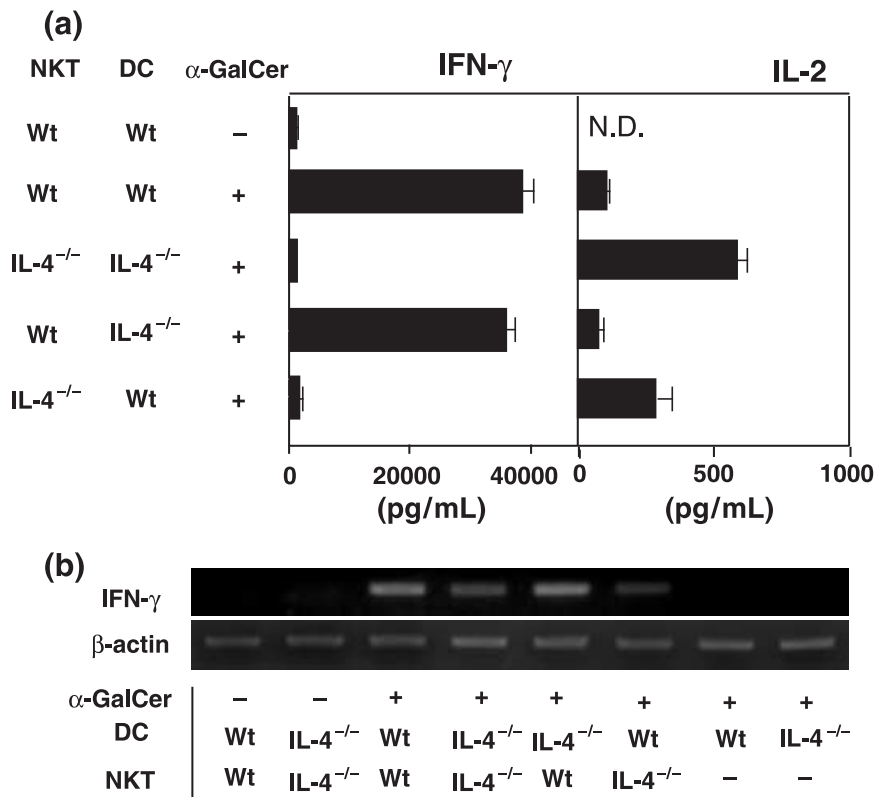 (a)
NKT DC α-GalCer IFN-γ IL-2
Wt Wt – N.D.
Wt Wt +
IL-4–/– IL-4–/– +
Wt IL-4–/– +
IL-4–/– Wt +
0 20000 40000 0 500 1000
(pg/mL) (pg/mL)
(b)
IFN-γ
β-actin
α-GalCer – – + + + + + +
DC Wt IL-4–/– Wt IL-4–/– IL-4–/– Wt Wt IL-4–/–
NKT Wt IL-4–/– Wt IL-4–/– Wt IL-4–/– – –